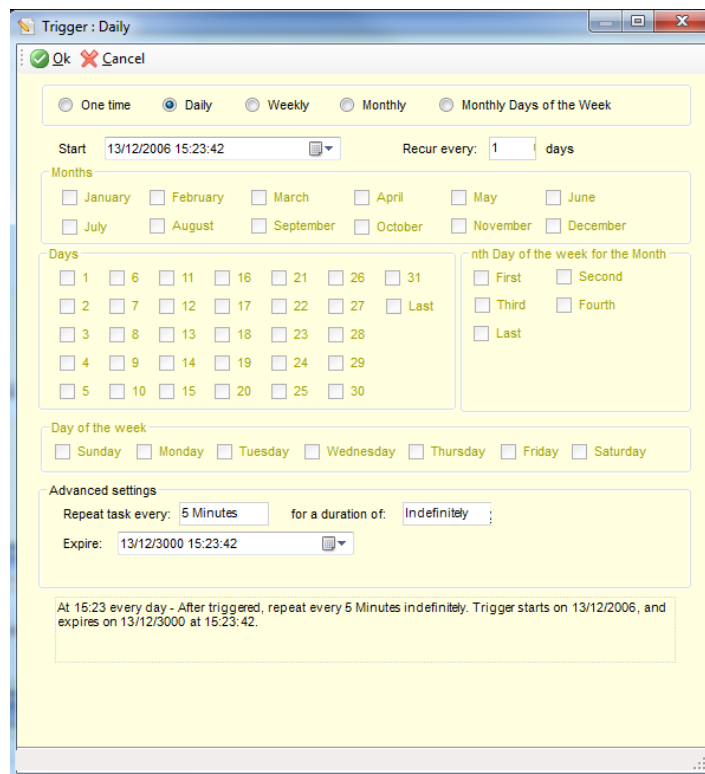 Trigger : Daily
Ok Cancel
One time Daily Weekly Monthly Monthly Days of the Week
Start 13/12/2006 15:23:42 Recur every: 1 days
Months
January February March April May June
July August September October November December
Days
nth Day of the week for the Month
1 6 11 16 21 26 31 First Second
2 7 12 17 22 27 Last Third Fourth
3 8 13 18 23 28 Last
4 9 14 19 24 29
5 10 15 20 25 30
Day of the week
Sunday Monday Tuesday Wednesday Thursday Friday Saturday
Advanced settings
Repeat task every: 5 Minutes for a duration of: Indefinitely
Expire: 13/12/3000 15:23:42
At 15:23 every day - After triggered, repeat every 5 Minutes indefinitely. Trigger starts on 13/12/2006, and
expires on 13/12/3000 at 15:23:42.